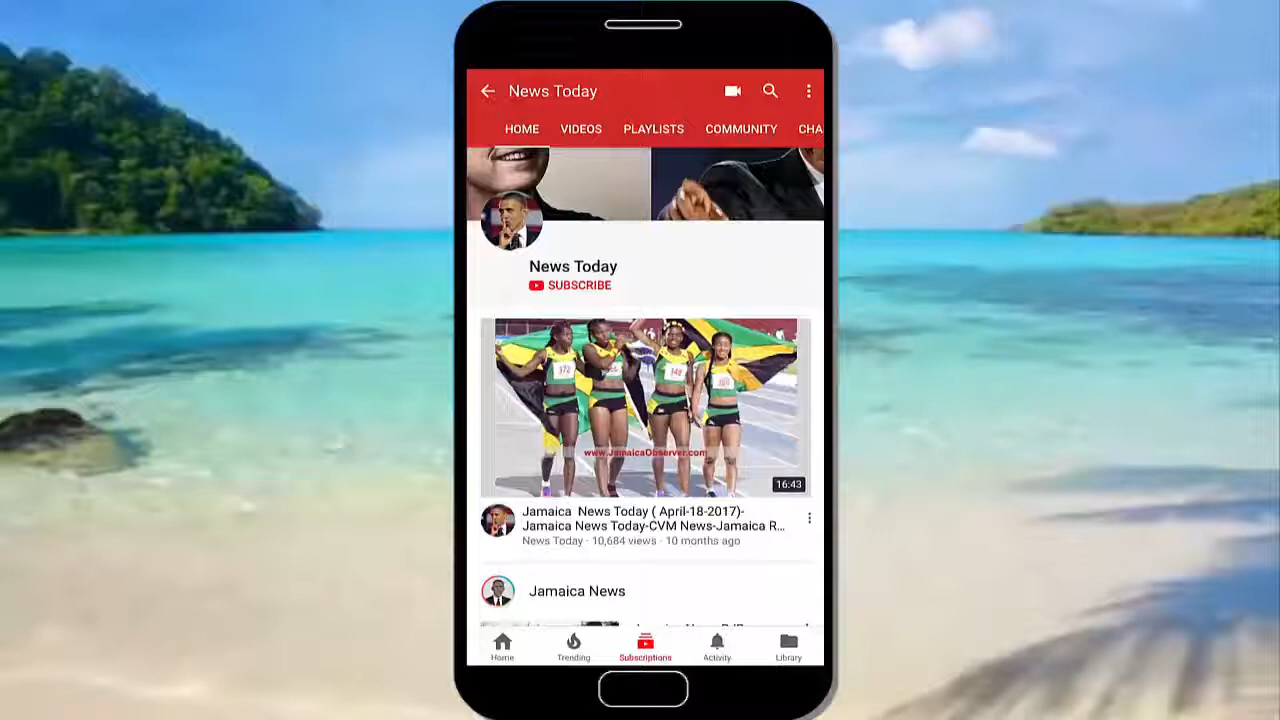 News Today
HOME VIDEOS PLAYLISTS COMMUNITY CHA
News Today
SUBSCRIBE
372
348
www.JamaicaObserver.com
16:43
Jamaica News Today ( April-18-2017)-
Jamaica News Today-CVM News-Jamaica R...
News Today · 10,684 views · 10 months ago
Jamaica News
Home Trending Subscriptions Activity Library